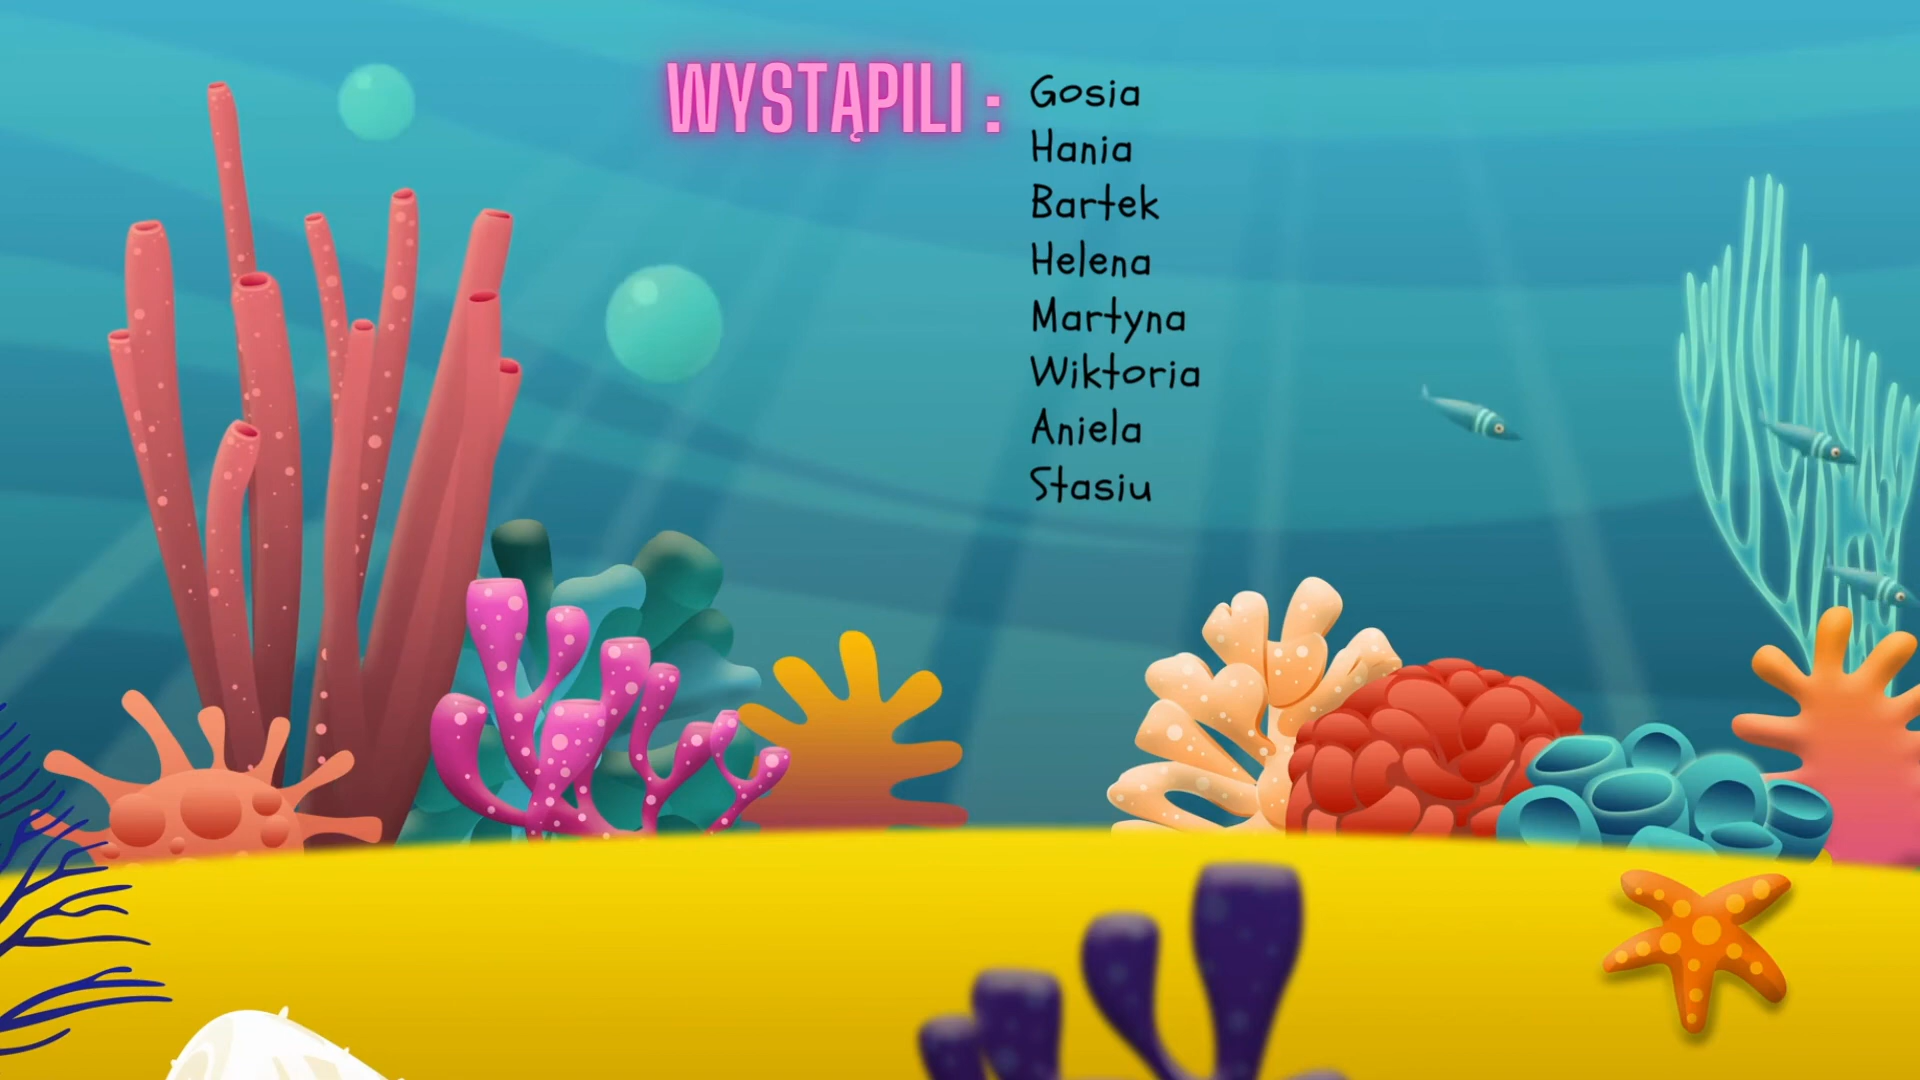 WYSTĄPILI :
Gosia
Hania
Bartek
Helena
Martyna
Wiktoria
Aniela
Stasiu